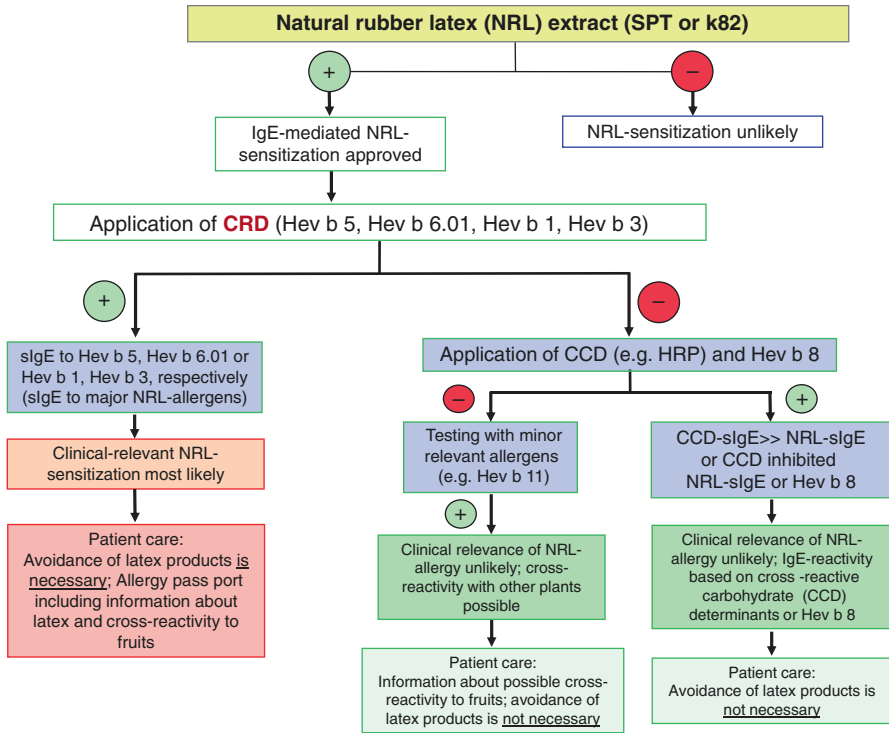 Natural rubber latex (NRL) extract (SPT or k82)
+
−
IgE-mediated NRL-
sensitization approved
NRL-sensitization unlikely
Application of CRD (Hev b 5, Hev b 6.01, Hev b 1, Hev b 3)
+
−
sIgE to Hev b 5, Hev b 6.01 or
Hev b 1, Hev b 3, respectively
(sIgE to major NRL-allergens)
Clinical-relevant NRL-
sensitization most likely
Patient care:
Avoidance of latex products is
necessary; Allergy pass port
including information about
latex and cross-reactivity to
fruits
Application of CCD (e.g. HRP) and Hev b 8
−
+
Testing with minor
relevant allergens
(e.g. Hev b 11)
+
Clinical relevance of NRL-
allergy unlikely; cross-
reactivity with other plants
possible
Patient care:
Information about possible cross-
reactivity to fruits; avoidance of
latex products is not necessary
CCD-sIgE>> NRL-sIgE
or CCD inhibited
NRL-sIgE or Hev b 8
Clinical relevance of NRL-
allergy unlikely; IgE-reactivity
based on cross -reactive
carbohydrate (CCD)
determinants or Hev b 8
Patient care:
Avoidance of latex products is
not necessary